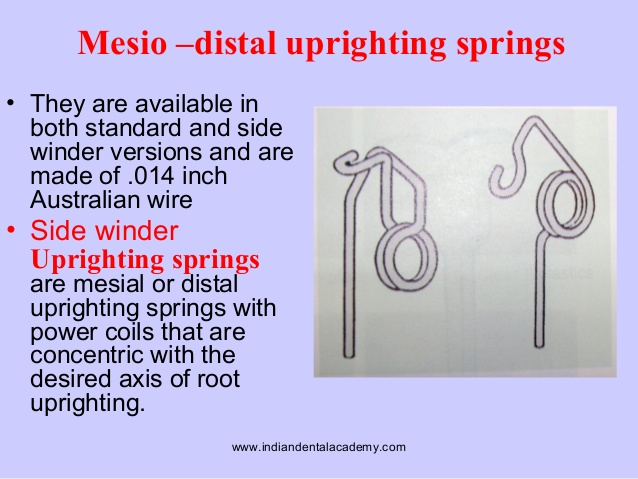 Mesio –distal uprighting springs
• They are available in
both standard and side
winder versions and are
made of .014 inch
Australian wire
• Side winder
Uprighting springs
are mesial or distal
uprighting springs with
power coils that are
concentric with the
desired axis of root
uprighting.
www.indiandentalacademy.com